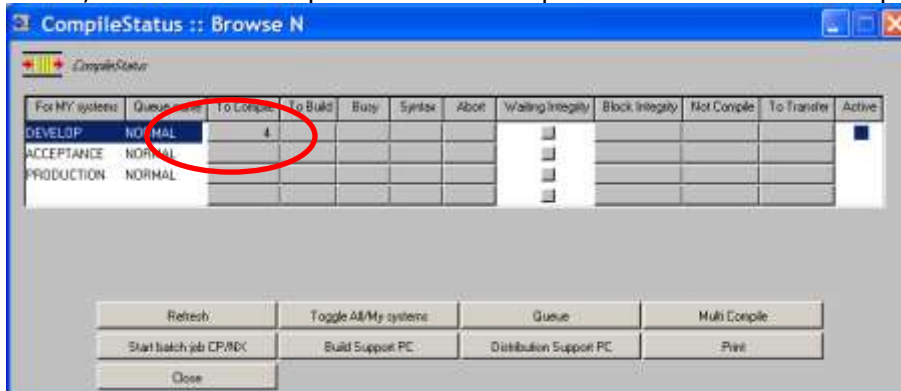 CompileStatus :: Browse N
CompileStatus
For MY systems Queue name To Compile To Build Busy Syntax Abort Waiting Integrity Block Integrity Not Compile To Transfer Active
DEVELOP NORMAL 4
ACCEPTANCE NORMAL
PRODUCTION NORMAL
Refresh Toggle All/My systems Queue Multi Compile
Start batch job CP/NX Build Support PC Distribution Support PC Print
Close